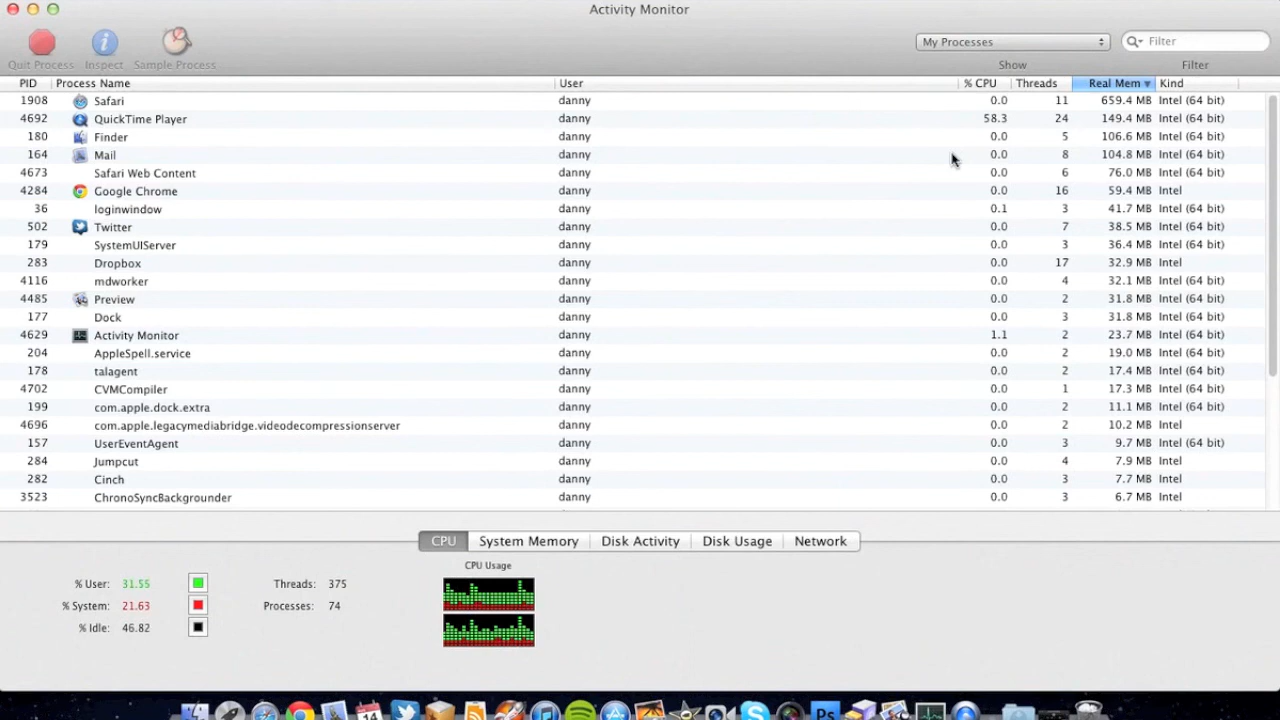 Activity Monitor
Quit Process Inspect Sample Process My Processes Show Filter Filter
PID Process Name User % CPU Threads Real Mem Kind
1908 Safari danny 0.0 11 659.4 MB Intel (64 bit)
4692 QuickTime Player danny 58.3 24 149.4 MB Intel (64 bit)
180 Finder danny 0.0 5 106.6 MB Intel (64 bit)
164 Mail danny 0.0 8 104.8 MB Intel (64 bit)
4673 Safari Web Content danny 0.0 6 76.0 MB Intel (64 bit)
4284 Google Chrome danny 0.0 16 59.4 MB Intel
36 loginwindow danny 0.1 3 41.7 MB Intel (64 bit)
502 Twitter danny 0.0 7 38.5 MB Intel (64 bit)
179 SystemUIServer danny 0.0 3 36.4 MB Intel (64 bit)
283 Dropbox danny 0.0 17 32.9 MB Intel
4116 mdworker danny 0.0 4 32.1 MB Intel (64 bit)
4485 Preview danny 0.0 2 31.8 MB Intel (64 bit)
177 Dock danny 0.0 3 31.8 MB Intel (64 bit)
4629 Activity Monitor danny 1.1 2 23.7 MB Intel (64 bit)
204 AppleSpell.service danny 0.0 2 19.0 MB Intel (64 bit)
178 talagent danny 0.0 2 17.4 MB Intel (64 bit)
4702 CVMCompiler danny 0.0 1 17.3 MB Intel (64 bit)
199 com.apple.dock.extra danny 0.0 2 11.1 MB Intel (64 bit)
4696 com.apple.legacymediabridge.videodecompressionserver danny 0.0 2 10.2 MB Intel
157 UserEventAgent danny 0.0 3 9.7 MB Intel (64 bit)
284 Jumpcut danny 0.0 4 7.9 MB Intel
282 Cinch danny 0.0 3 7.7 MB Intel
3523 ChronoSyncBackgrounder danny 0.0 3 6.7 MB Intel
CPU System Memory Disk Activity Disk Usage Network
CPU Usage
% User: 31.55 Threads: 375
% System: 21.63 Processes: 74
% Idle: 46.82
14
Ps